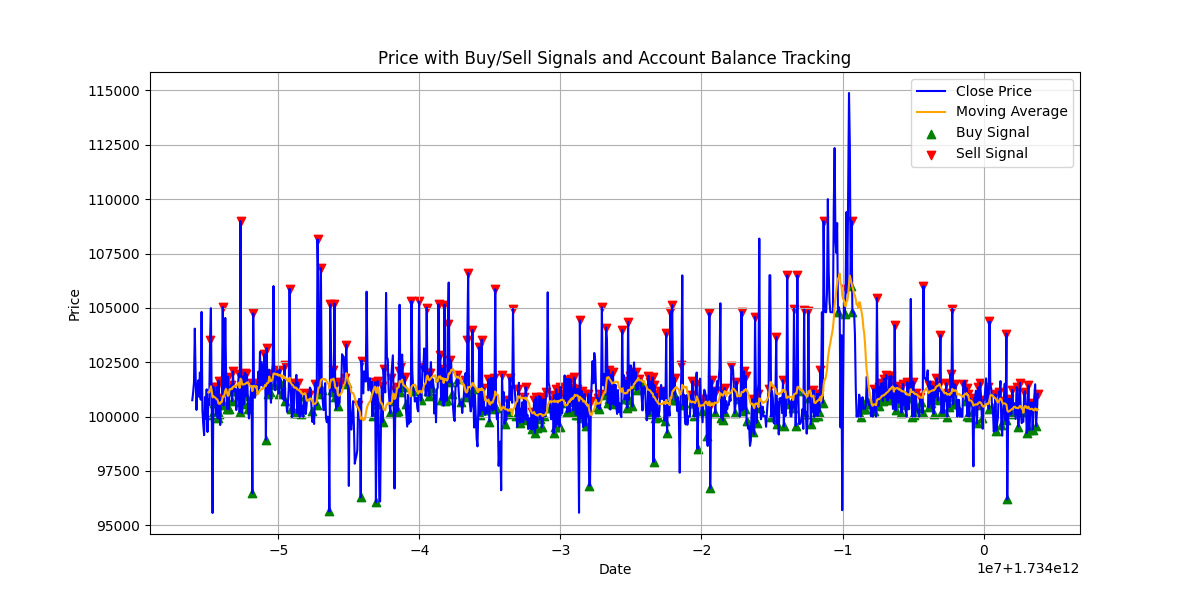 Price with Buy/Sell Signals and Account Balance Tracking
115000
112500
110000
107500
105000
102500
100000
97500
95000
Price
Close Price
Moving Average
Buy Signal
Sell Signal
−5
−4
−3
−2
−1
0
Date
1e7+1.734e12